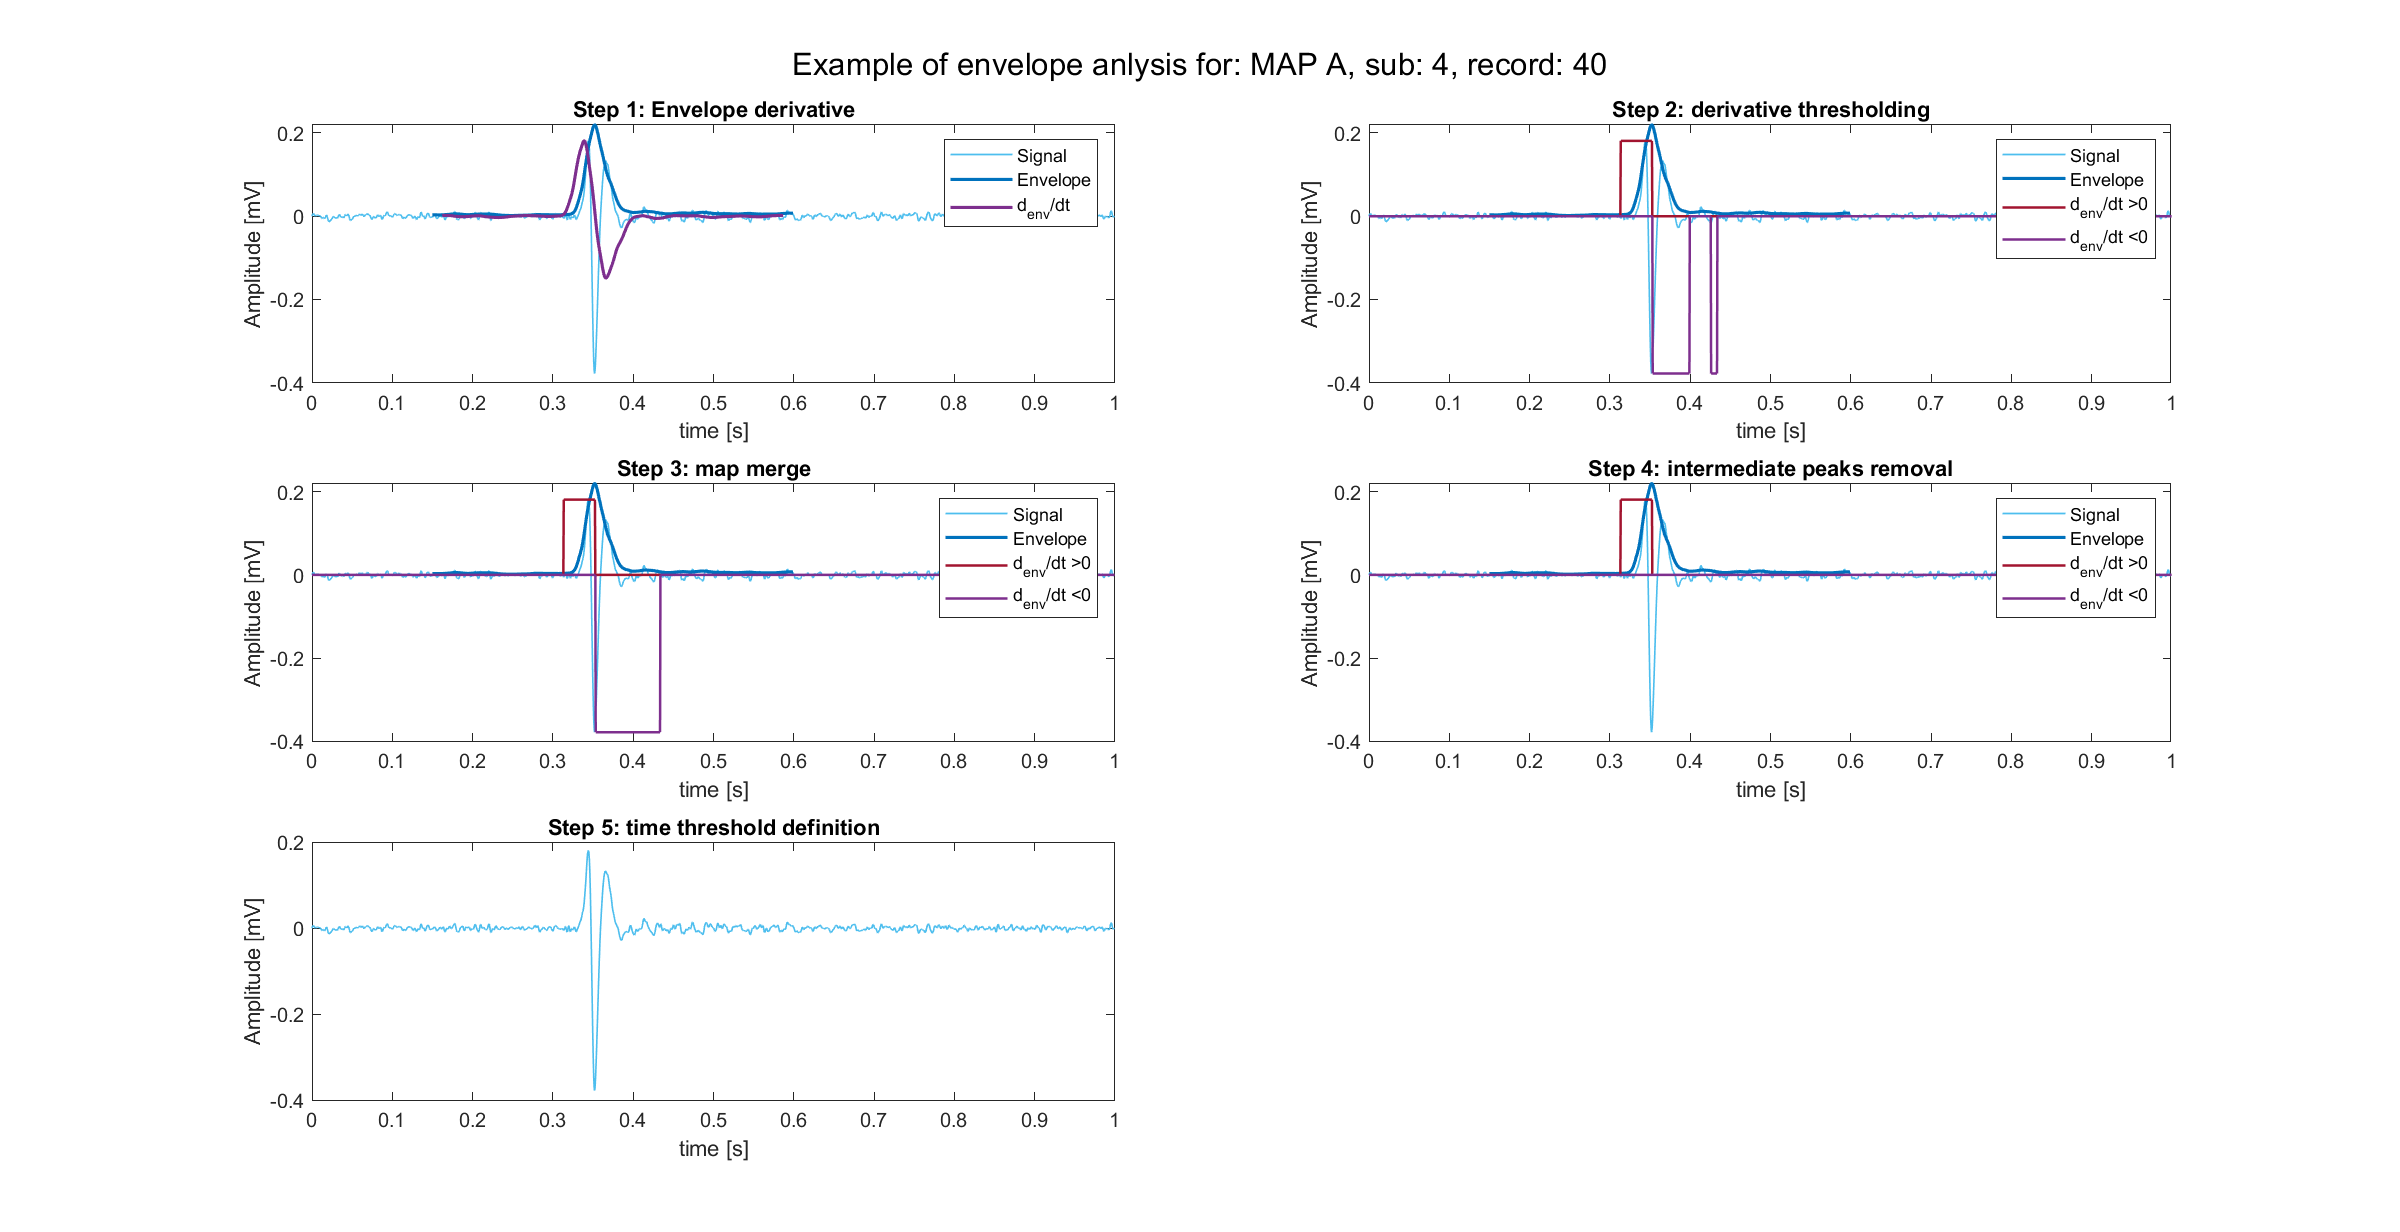 Example of envelope anlysis for: MAP A, sub: 4, record: 40
Step 1: Envelope derivative
0.2
0
-0.2
-0.4
Amplitude [mV]
0 0.1 0.2 0.3 0.4 0.5 0.6 0.7 0.8 0.9 1
time [s]
Signal
Envelope
d_env/dt
Step 2: derivative thresholding
0.2
0
-0.2
-0.4
Amplitude [mV]
0 0.1 0.2 0.3 0.4 0.5 0.6 0.7 0.8 0.9 1
time [s]
Signal
Envelope
d_env/dt >0
d_env/dt <0
Step 3: map merge
0.2
0
-0.2
-0.4
Amplitude [mV]
0 0.1 0.2 0.3 0.4 0.5 0.6 0.7 0.8 0.9 1
time [s]
Signal
Envelope
d_env/dt >0
d_env/dt <0
Step 4: intermediate peaks removal
0.2
0
-0.2
-0.4
Amplitude [mV]
0 0.1 0.2 0.3 0.4 0.5 0.6 0.7 0.8 0.9 1
time [s]
Signal
Envelope
d_env/dt >0
d_env/dt <0
Step 5: time threshold definition
0.2
0
-0.2
-0.4
Amplitude [mV]
0 0.1 0.2 0.3 0.4 0.5 0.6 0.7 0.8 0.9 1
time [s]